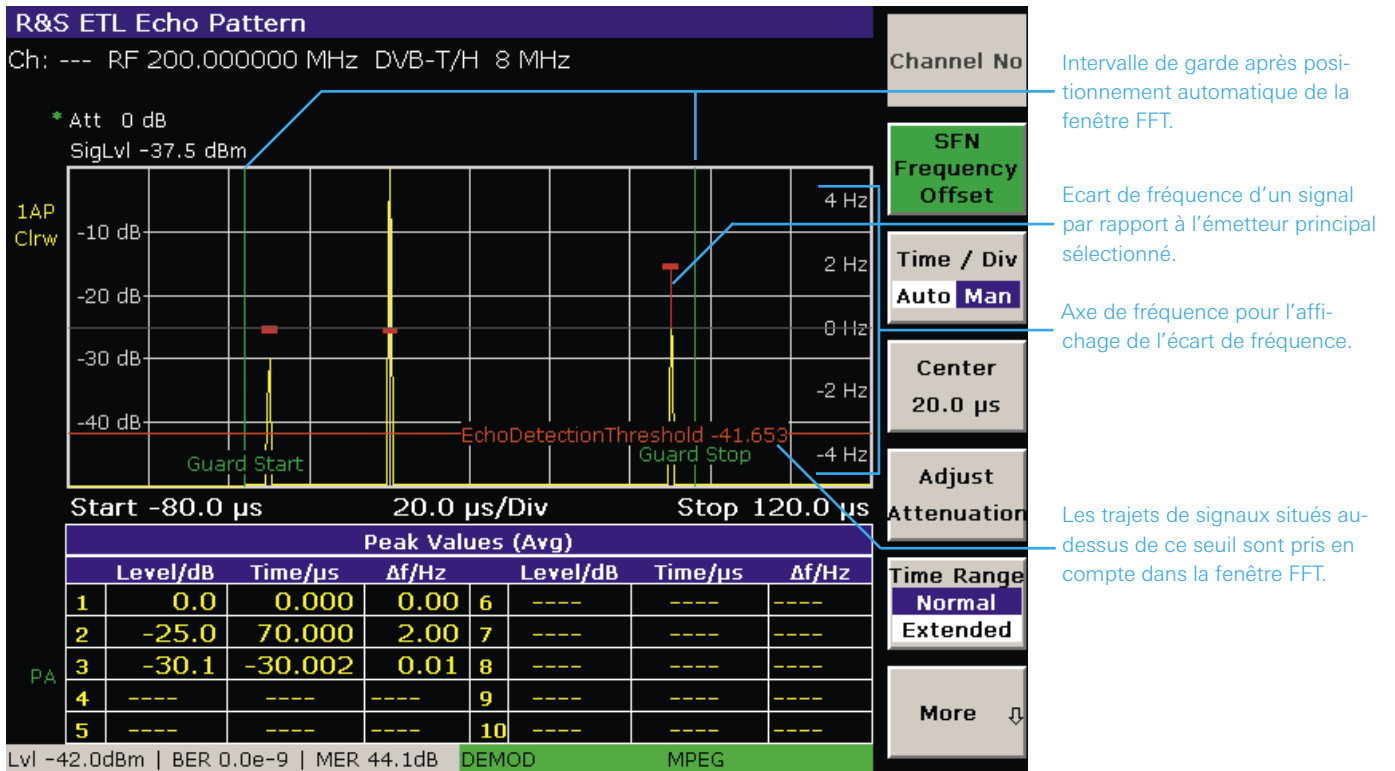 R&S ETL Echo Pattern
Ch: --- RF 200.000000 MHz DVB-T/H 8 MHz
* Att 0 dB
SigLvl -37.5 dBm
1AP
Clrw
-10 dB
-20 dB
-30 dB
-40 dB
4 Hz
2 Hz
0 Hz
-2 Hz
-4 Hz
EchoDetectionThreshold -41.653
Guard Start
Guard Stop
Start -80.0 µs 20.0 µs/Div Stop 120.0 µs
Peak Values (Avg)
Level/dB Time/µs Δf/Hz Level/dB Time/µs Δf/Hz
1 0.0 0.000 0.00 6 ---- ---- ----
2 -25.0 70.000 2.00 7 ---- ---- ----
3 -30.1 -30.002 0.01 8 ---- ---- ----
4 ---- ---- ---- 9 ---- ---- ----
5 ---- ---- ---- 10 ---- ---- ----
PA
Lvl -42.0dBm | BER 0.0e-9 | MER 44.1dB DEMOD MPEG
Channel No
SFN
Frequency
Offset
Time / Div
Auto Man
Center
20.0 µs
Adjust
Attenuation
Time Range
Normal
Extended
More ⇩
Intervalle de garde après posi-
tionnement automatique de la
fenêtre FFT.
Ecart de fréquence d’un signal
par rapport à l’émetteur principal
sélectionné.
Axe de fréquence pour l’affi-
chage de l’écart de fréquence.
Les trajets de signaux situés au-
dessus de ce seuil sont pris en
compte dans la fenêtre FFT.